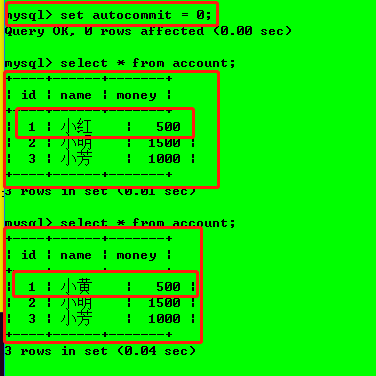 mysql> set autocommit = 0;
Query OK, 0 rows affected (0.00 sec)
mysql> select * from account;
+----+------+-------+
| id | name | money |
+----+------+-------+
| 1 | 小红 | 500 |
| 2 | 小明 | 1500 |
| 3 | 小芳 | 1000 |
+----+------+-------+
3 rows in set (0.01 sec)
mysql> select * from account;
+----+------+-------+
| id | name | money |
+----+------+-------+
| 1 | 小黄 | 500 |
| 2 | 小明 | 1500 |
| 3 | 小芳 | 1000 |
+----+------+-------+
3 rows in set (0.04 sec)